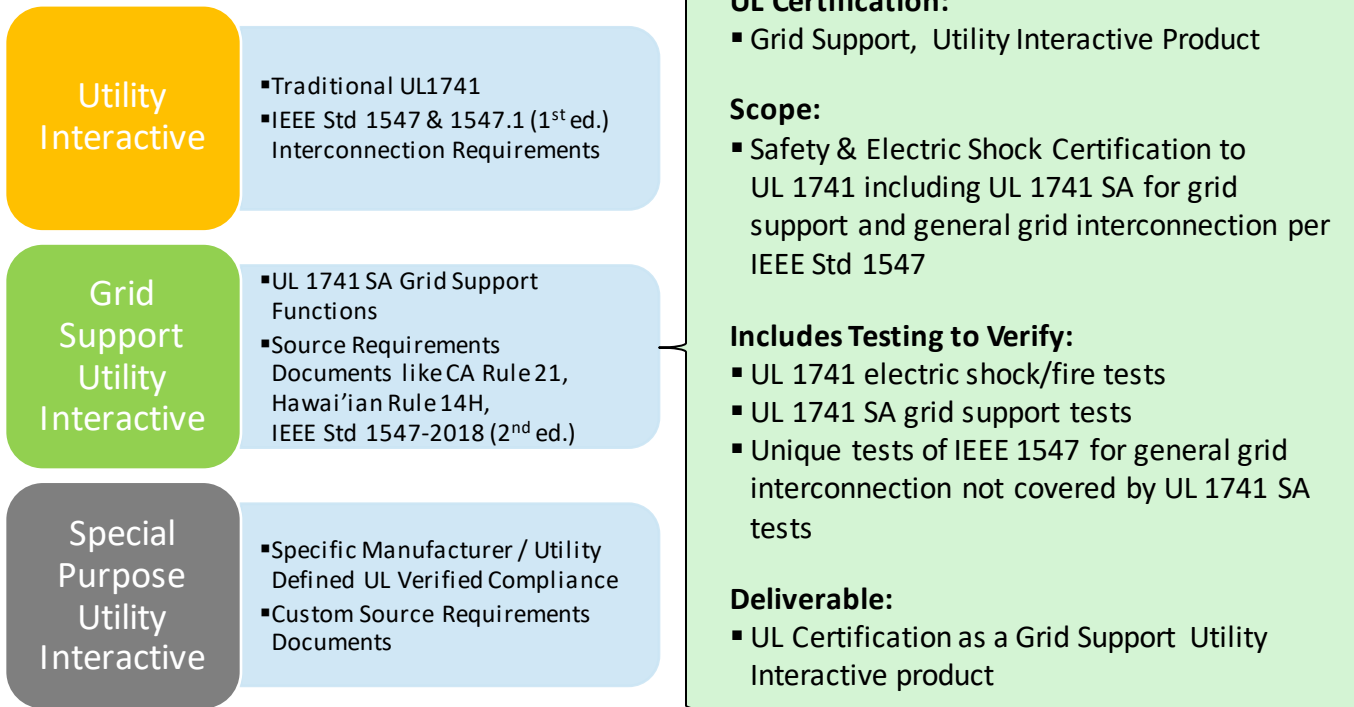 Utility
Interactive
▪Traditional UL1741
▪IEEE Std 1547 & 1547.1 (1st ed.)
Interconnection Requirements
Grid
Support
Utility
Interactive
▪UL 1741 SA Grid Support
Functions
▪Source Requirements
Documents like CA Rule 21,
Hawai’ian Rule 14H,
IEEE Std 1547-2018 (2nd ed.)
Special
Purpose
Utility
Interactive
▪Specific Manufacturer / Utility
Defined UL Verified Compliance
▪Custom Source Requirements
Documents
UL Certification:
▪ Grid Support, Utility Interactive Product
Scope:
▪ Safety & Electric Shock Certification to
UL 1741 including UL 1741 SA for grid
support and general grid interconnection per
IEEE Std 1547
Includes Testing to Verify:
▪ UL 1741 electric shock/fire tests
▪ UL 1741 SA grid support tests
▪ Unique tests of IEEE 1547 for general grid
interconnection not covered by UL 1741 SA
tests
Deliverable:
▪ UL Certification as a Grid Support Utility
Interactive product